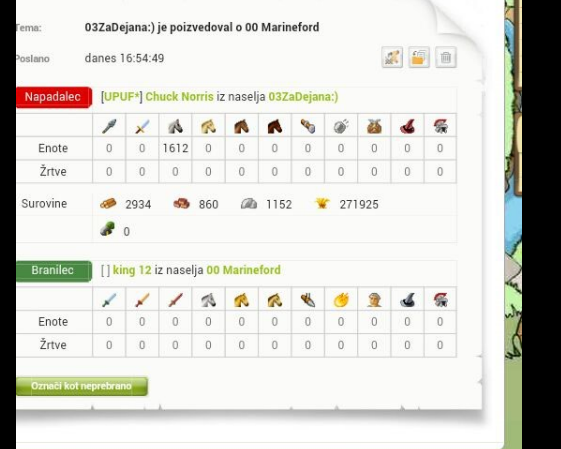 Tema: 03ZaDejana:) je poizvedoval o 00 Marineford
Poslano danes 16:54:49
Napadalec [UPUF*] Chuck Norris iz naselja 03ZaDejana:)
Enote 0 0 1612 0 0 0 0 0 0 0 0
Žrtve 0 0 0 0 0 0 0 0 0 0 0
Surovine 2934 860 1152 271925
0
Branilec [ ] king 12 iz naselja 00 Marineford
Enote 0 0 0 0 0 0 0 0 0 0 0
Žrtve 0 0 0 0 0 0 0 0 0 0 0
Označi kot neprebrano